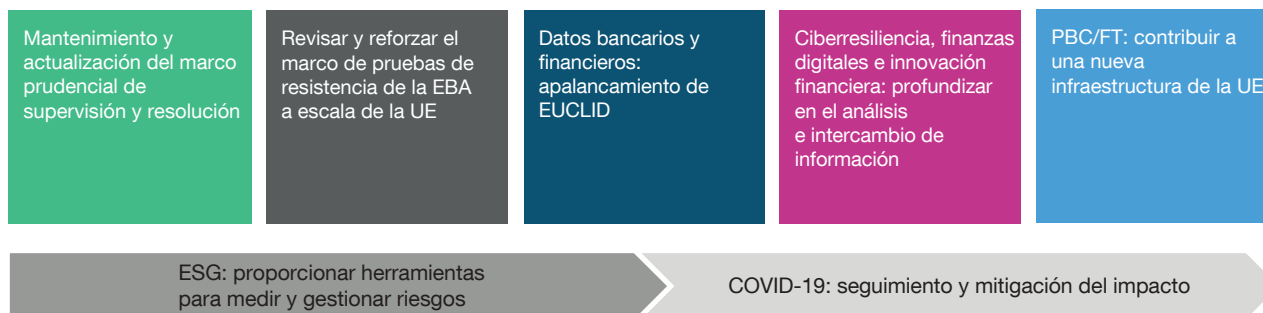 Mantenimiento y
actualización del marco
prudencial de
supervisión y resolución
Revisar y reforzar el
marco de pruebas de
resistencia de la EBA
a escala de la UE
Datos bancarios y
financieros:
apalancamiento de
EUCLID
Ciberresiliencia, finanzas
digitales e innovación
financiera: profundizar
en el análisis
e intercambio de
información
PBC/FT: contribuir a
una nueva
infraestructura de la UE
ESG: proporcionar herramientas
para medir y gestionar riesgos
COVID-19: seguimiento y mitigación del impacto